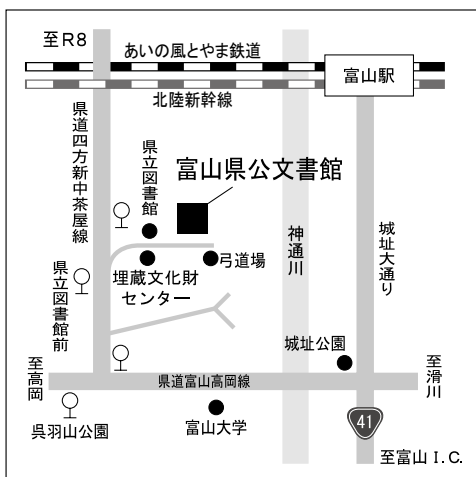 至R8
あいの風とやま鉄道
富山駅
北陸新幹線
県道四方新中茶屋線
県立図書館
富山県公文書館
神通川
城址大通り
弓道場
埋蔵文化財
センター
県立図書館前
城址公園
至高岡
県道富山高岡線
至滑川
呉羽山公園
富山大学
41
至富山I.C.